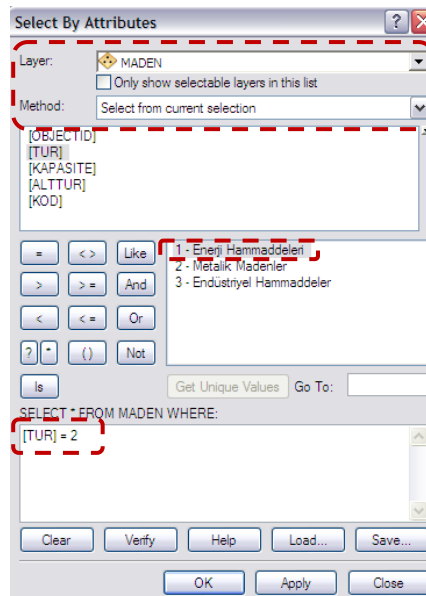 Select By Attributes
Layer: MADEN
Only show selectable layers in this list
Method: Select from current selection
[OBJECTID]
[TUR]
[KAPASITE]
[ALTTUR]
[KOD]
= < > Like
> > = And
< < = Or
? * () Not
Is
1 - Enerji Hammaddeleri
2 - Metalik Madenler
3 - Endüstriyel Hammaddeler
Get Unique Values Go To:
SELECT * FROM MADEN WHERE:
[TUR] = 2
Clear Verify Help Load... Save...
OK Apply Close